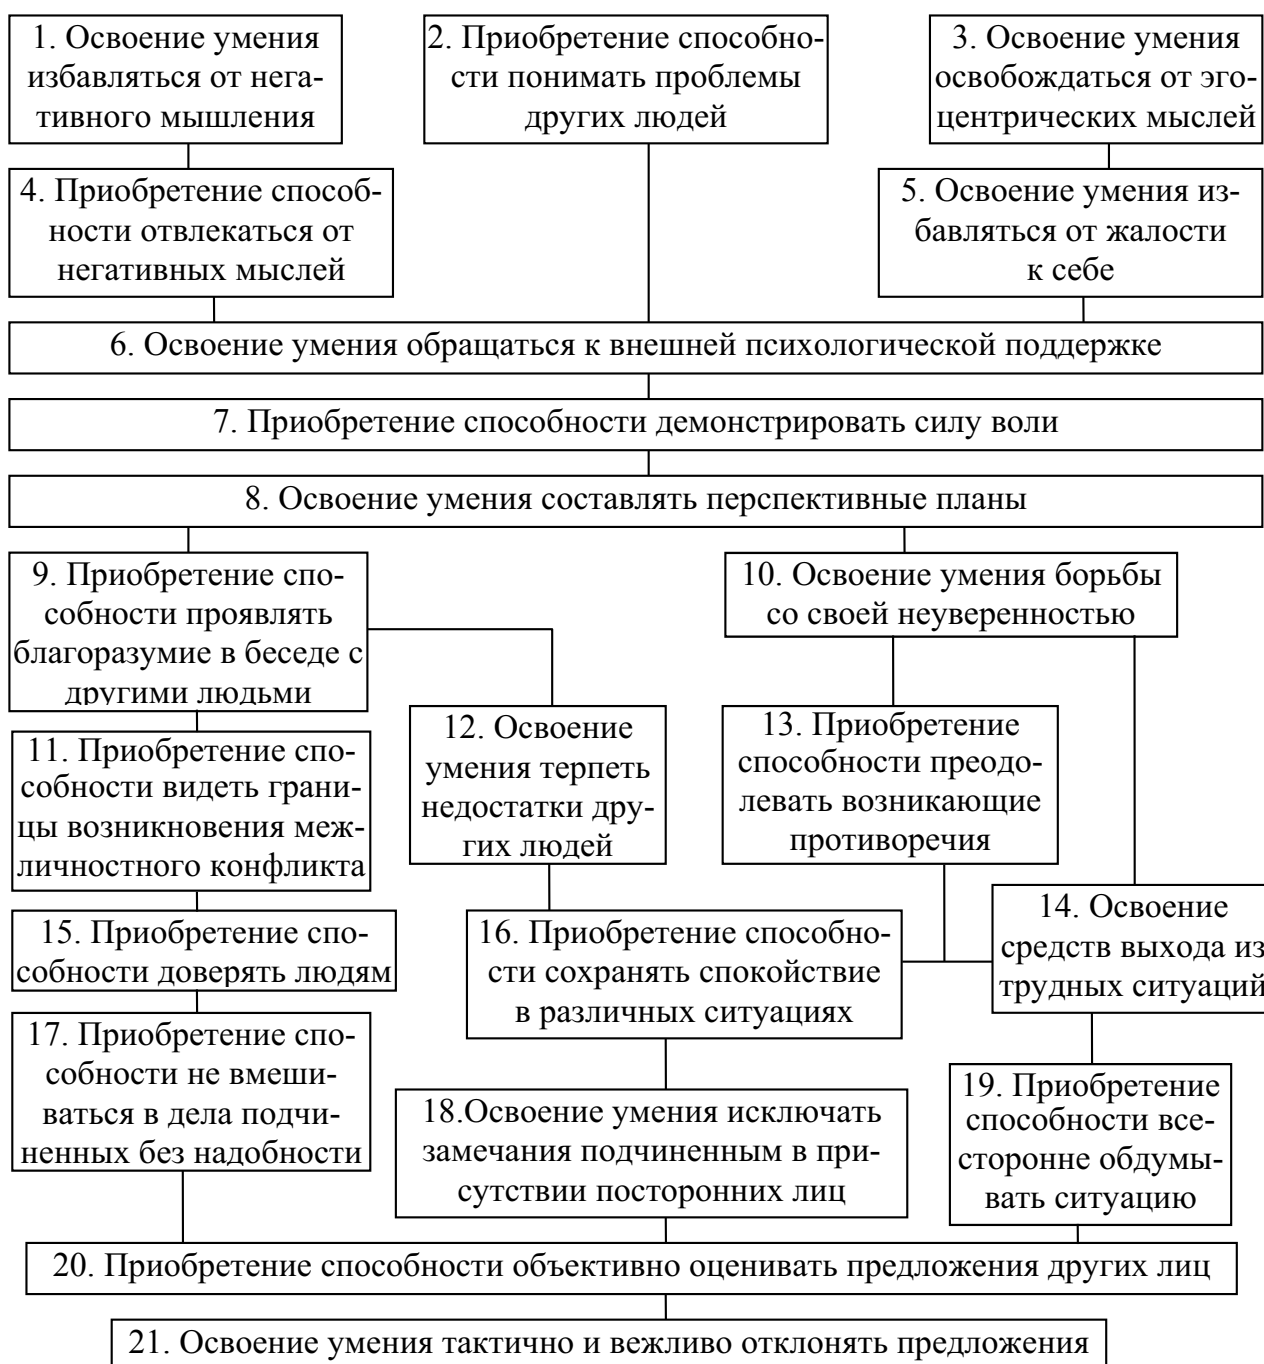 1. Освоение умения
избавляться от нега-
тивного мышления
2. Приобретение способно-
сти понимать проблемы
других людей
3. Освоение умения
освобождаться от эго-
центрических мыслей
4. Приобретение способ-
ности отвлекаться от
негативных мыслей
5. Освоение умения из-
бавляться от жалости
к себе
6. Освоение умения обращаться к внешней психологической поддержке
7. Приобретение способности демонстрировать силу воли
8. Освоение умения составлять перспективные планы
9. Приобретение спо-
собности проявлять
благоразумие в беседе с
другими людьми
10. Освоение умения борьбы
со своей неуверенностью
11. Приобретение спо-
собности видеть грани-
цы возникновения меж-
личностного конфликта
12. Освоение
умения терпеть
недостатки дру-
гих людей
13. Приобретение
способности преодо-
левать возникающие
противоречия
14. Освоение
средств выхода из
трудных ситуаций
15. Приобретение спо-
собности доверять людям
16. Приобретение способно-
сти сохранять спокойствие
в различных ситуациях
17. Приобретение спо-
собности не вмеши-
ваться в дела подчи-
ненных без надобности
18.Освоение умения исключать
замечания подчиненным в при-
сутствии посторонних лиц
19. Приобретение
способности все-
сторонне обдумы-
вать ситуацию
20. Приобретение способности объективно оценивать предложения других лиц
21. Освоение умения тактично и вежливо отклонять предложения